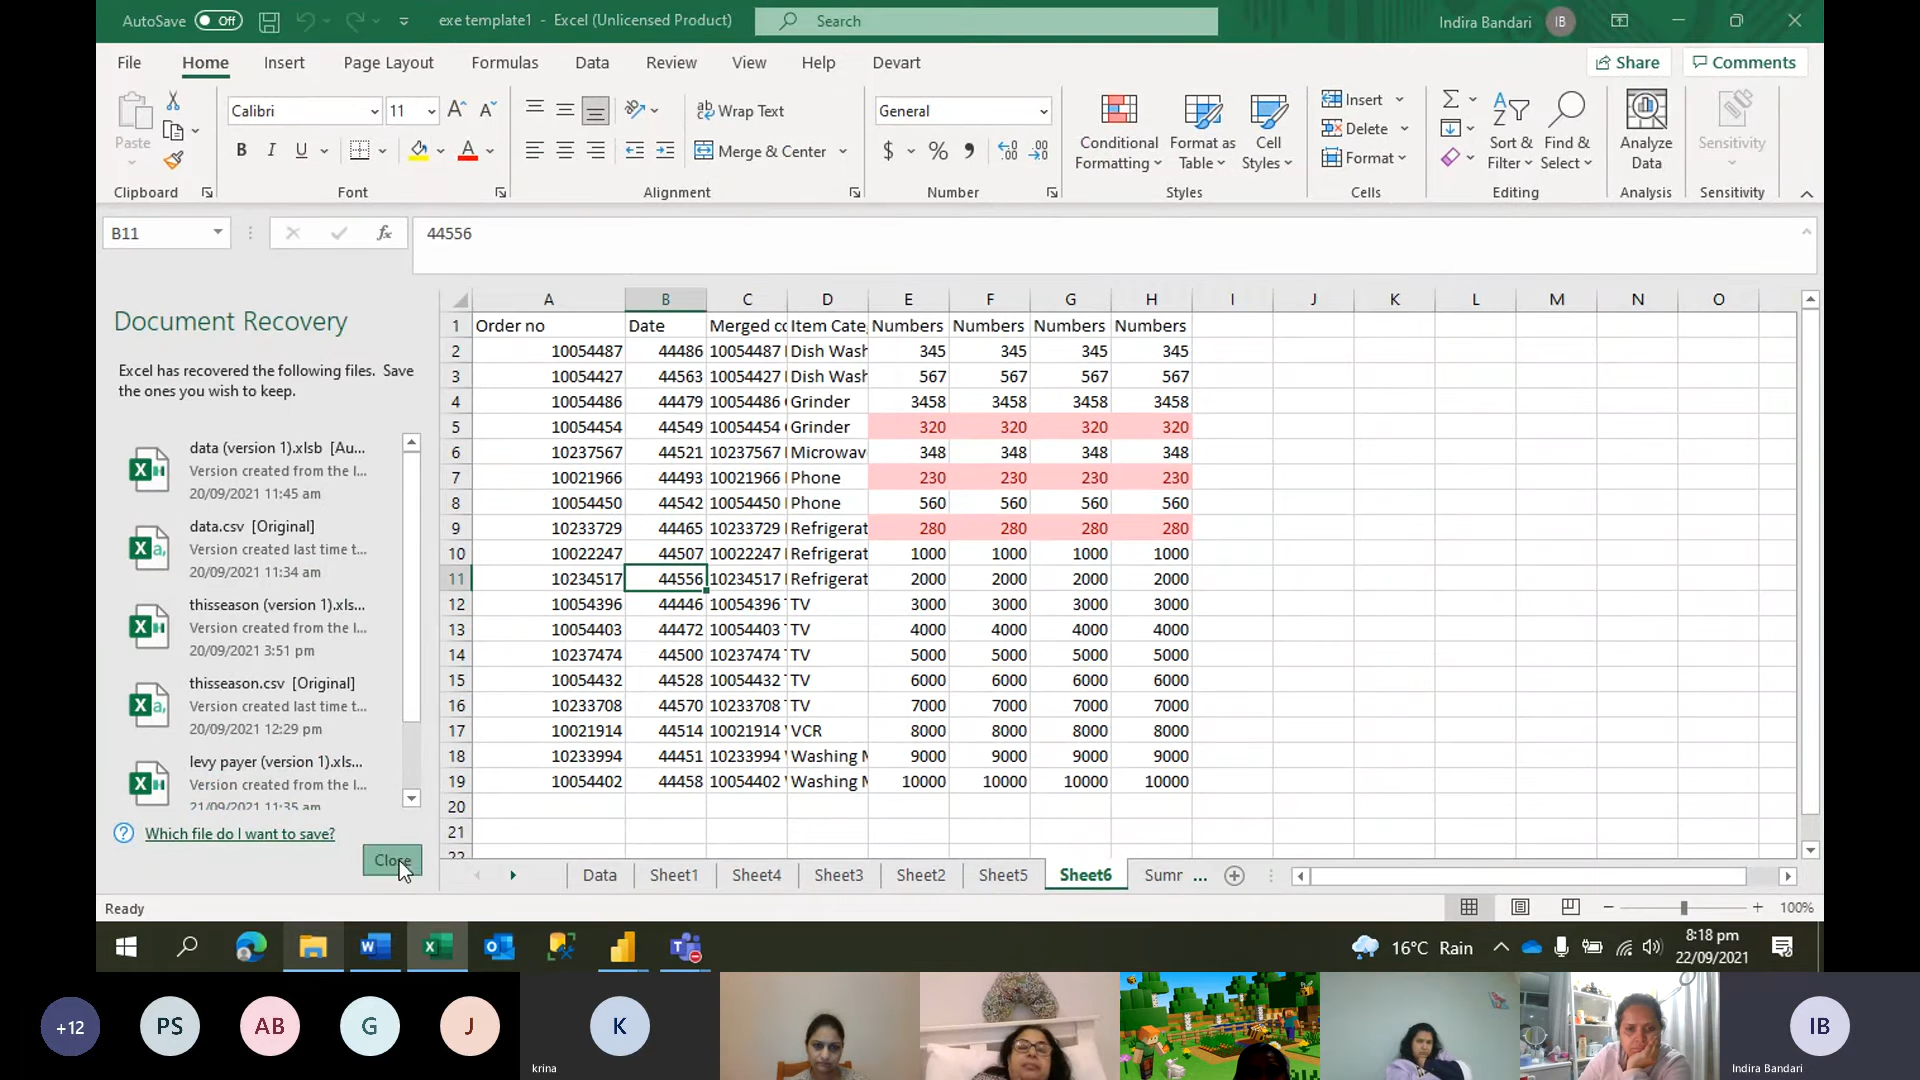 AutoSave Off exe template1 - Excel (Unlicensed Product) Search Indira Bandari IB
File Home Insert Page Layout Formulas Data Review View Help Devart Share Comments
Paste
Clipboard
Calibri 11
B I U
Font
Wrap Text
Merge & Center
Alignment
General
$ % ,
Number
Conditional Formatting
Format as Table
Cell Styles
Styles
Insert
Delete
Format
Cells
Sort & Filter
Find & Select
Editing
Analyze Data
Analysis
Sensitivity
Sensitivity
B11 fx 44556
Document Recovery
Excel has recovered the following files. Save
the ones you wish to keep.
data (version 1).xlsb [Au...
Version created from the l...
20/09/2021 11:45 am
data.csv [Original]
Version created last time t...
20/09/2021 11:34 am
thisseason (version 1).xls...
Version created from the l...
20/09/2021 3:51 pm
thisseason.csv [Original]
Version created last time t...
20/09/2021 12:29 pm
levy payer (version 1).xls...
Version created from the l...
21/09/2021 11:35 am
Which file do I want to save?
Close
A B C D E F G H I J K L M N O
1 Order no Date Merged co Item Cate Numbers Numbers Numbers Numbers
2 10054487 44486 10054487 Dish Wash 345 345 345 345
3 10054427 44563 10054427 Dish Wash 567 567 567 567
4 10054486 44479 10054486 Grinder 3458 3458 3458 3458
5 10054454 44549 10054454 Grinder 320 320 320 320
6 10237567 44521 10237567 Microwav 348 348 348 348
7 10021966 44493 10021966 Phone 230 230 230 230
8 10054450 44542 10054450 Phone 560 560 560 560
9 10233729 44465 10233729 Refrigerat 280 280 280 280
10 10022247 44507 10022247 Refrigerat 1000 1000 1000 1000
11 10234517 44556 10234517 Refrigerat 2000 2000 2000 2000
12 10054396 44446 10054396 TV 3000 3000 3000 3000
13 10054403 44472 10054403 TV 4000 4000 4000 4000
14 10237474 44500 10237474 TV 5000 5000 5000 5000
15 10054432 44528 10054432 TV 6000 6000 6000 6000
16 10233708 44570 10233708 TV 7000 7000 7000 7000
17 10021914 44514 10021914 VCR 8000 8000 8000 8000
18 10233994 44451 10233994 Washing M 9000 9000 9000 9000
19 10054402 44458 10054402 Washing M 10000 10000 10000 10000
20
21
22
Data Sheet1 Sheet4 Sheet3 Sheet2 Sheet5 Sheet6 Sumr ...
Ready 100%
16°C Rain 8:18 pm
22/09/2021
+12 PS AB G J K IB
krina Indira Bandari